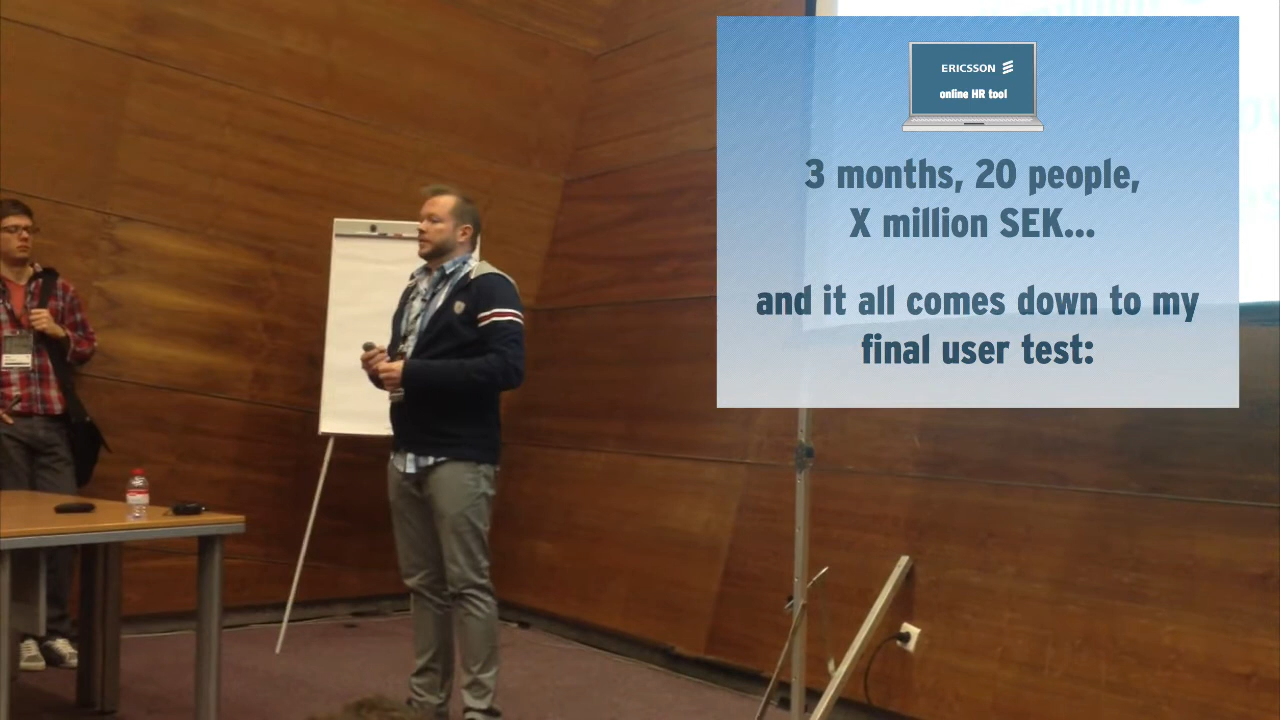 ERICSSON
online HR tool
3 months, 20 people,
X million SEK...
and it all comes down to my
final user test: